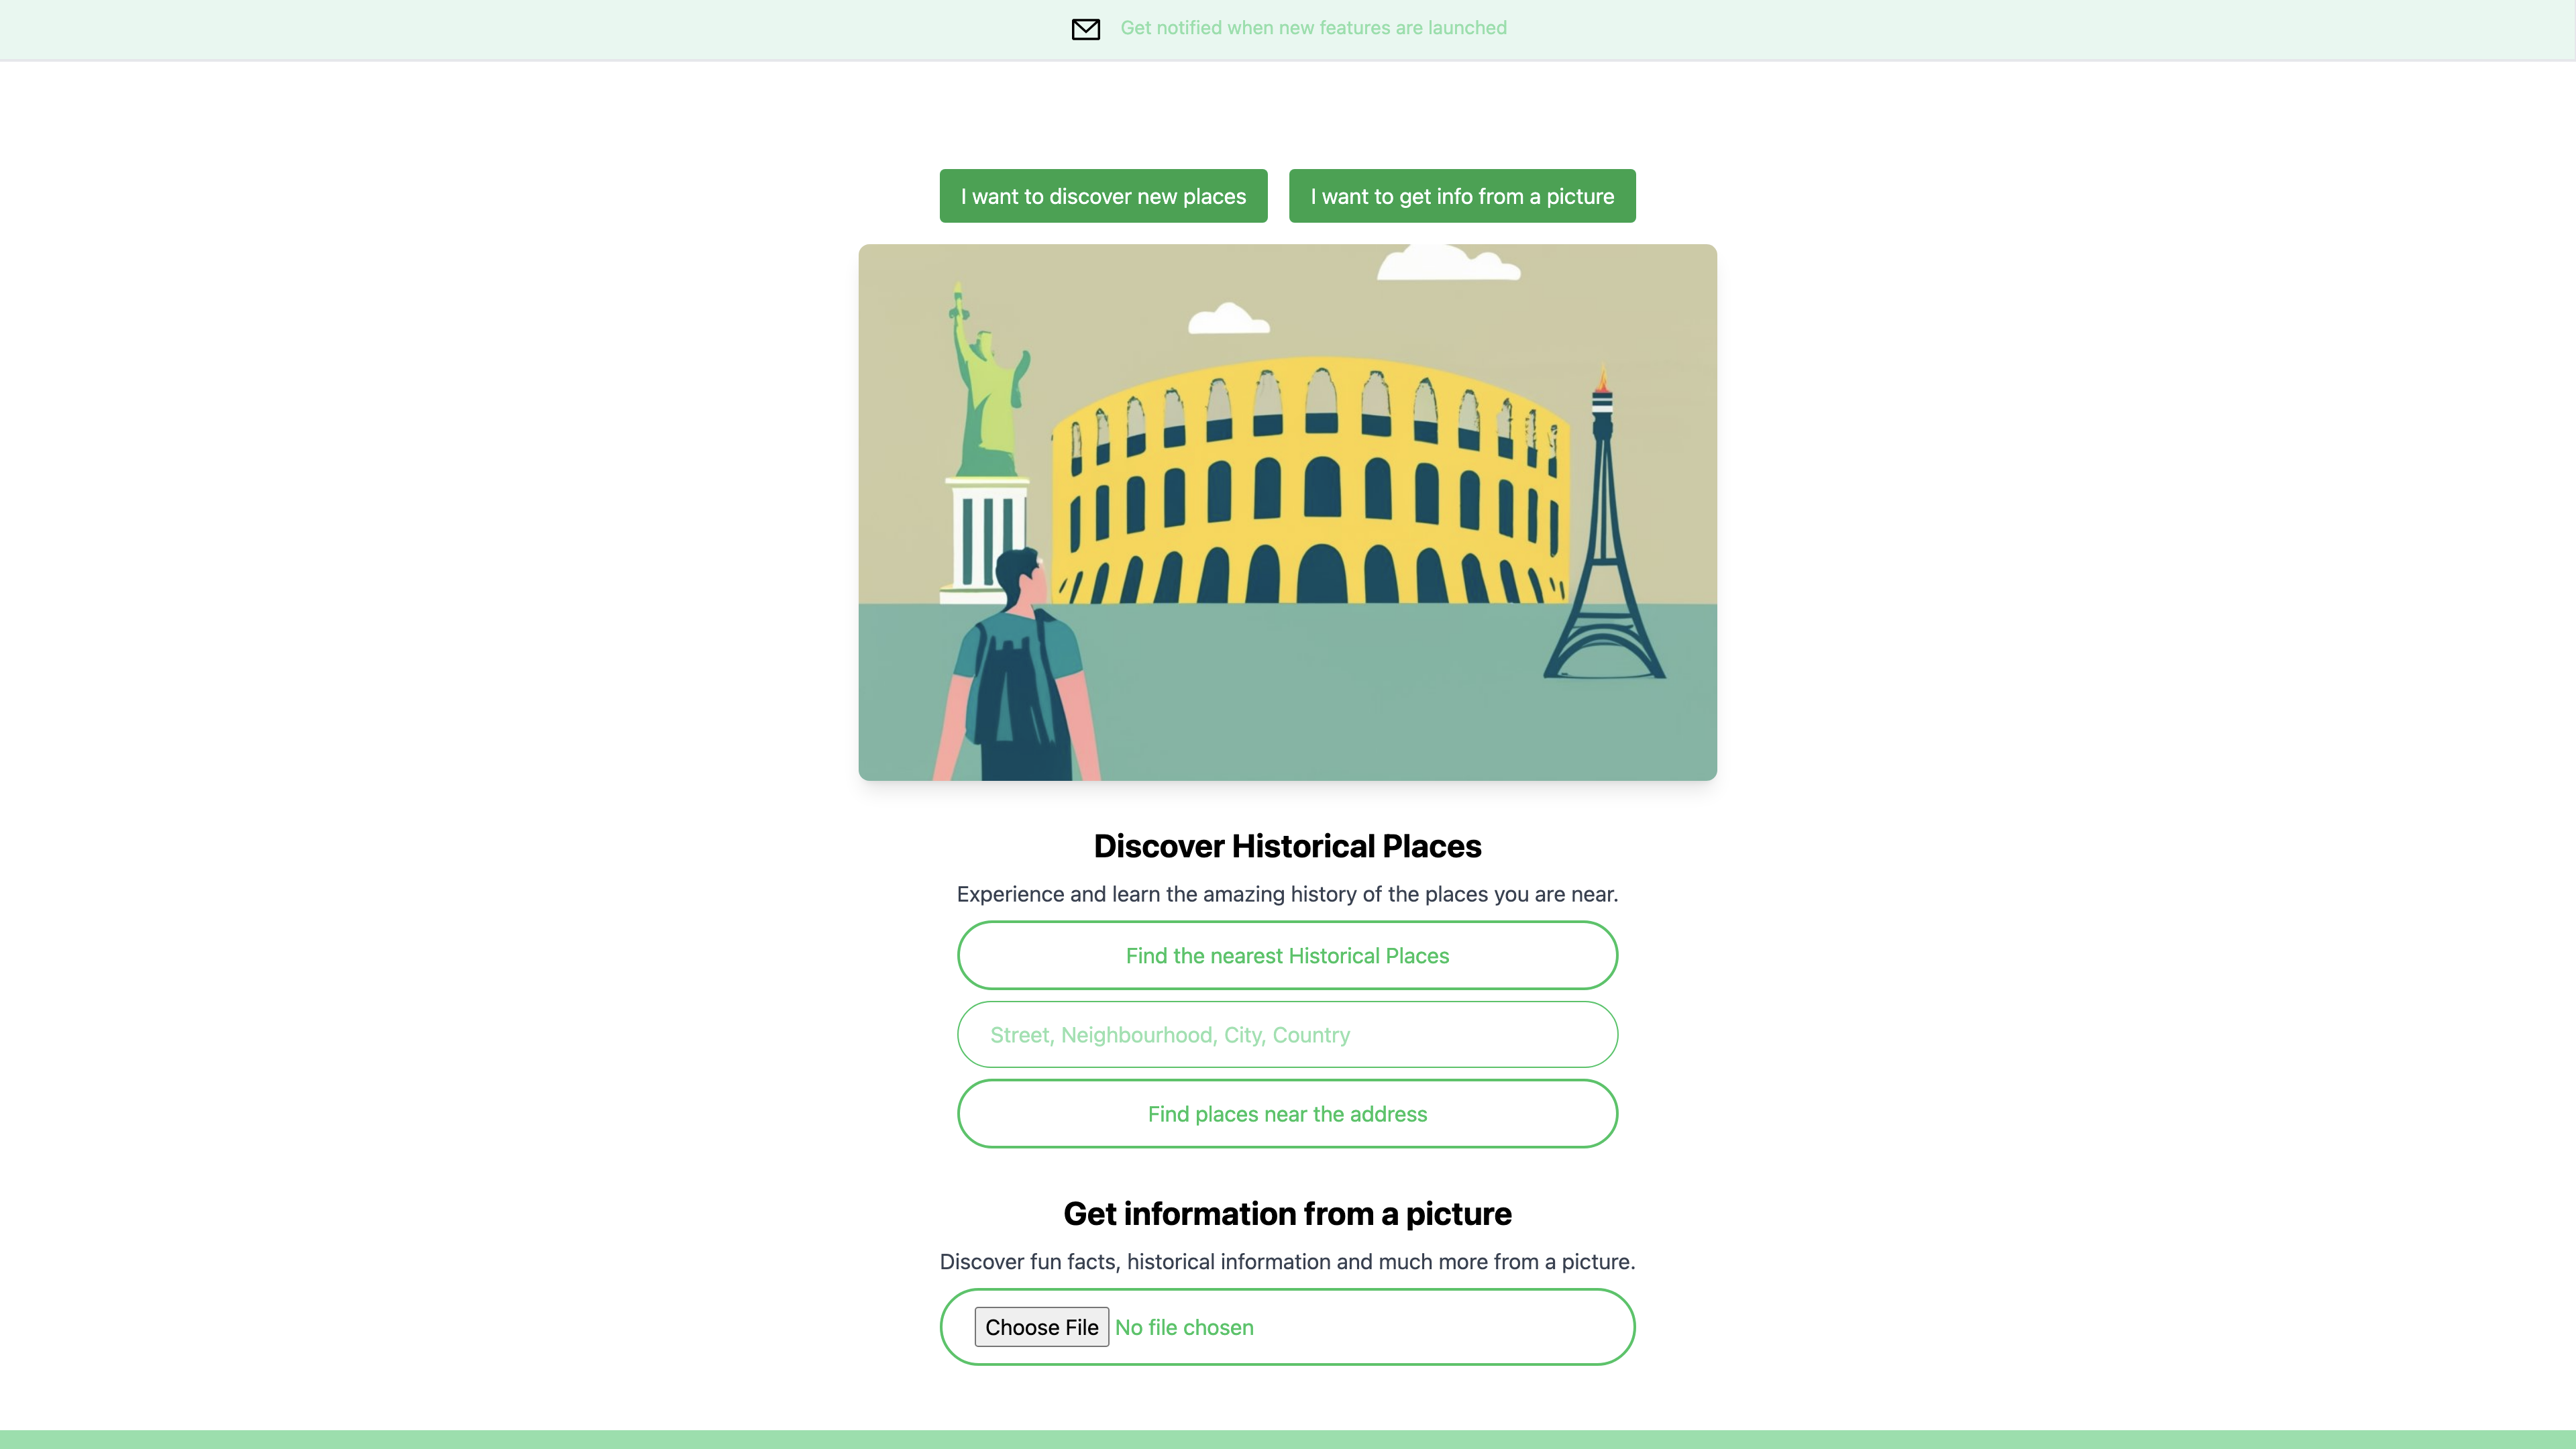 Get notified when new features are launched
I want to discover new places
I want to get info from a picture
Discover Historical Places
Experience and learn the amazing history of the places you are near.
Find the nearest Historical Places
Street, Neighbourhood, City, Country
Find places near the address
Get information from a picture
Discover fun facts, historical information and much more from a picture.
Choose File No file chosen